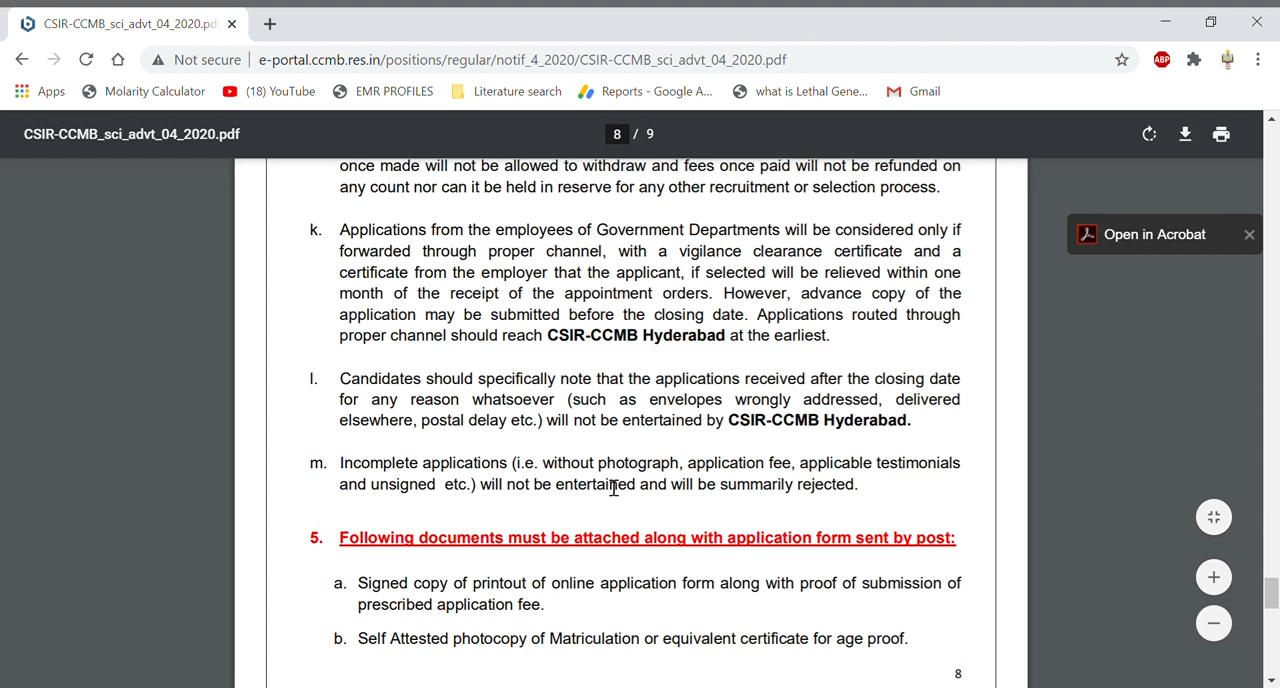 CSIR-CCMB_sci_advt_04_2020.pd
Not secure | e-portal.ccmb.res.in/positions/regular/notif_4_2020/CSIR-CCMB_sci_advt_04_2020.pdf
ABP
Apps Molarity Calculator (18) YouTube EMR PROFILES Literature search Reports - Google A... what is Lethal Gene... Gmail
CSIR-CCMB_sci_advt_04_2020.pdf 8 / 9
once made will not be allowed to withdraw and fees once paid will not be refunded on
any count nor can it be held in reserve for any other recruitment or selection process.
k. Applications from the employees of Government Departments will be considered only if
forwarded through proper channel, with a vigilance clearance certificate and a
certificate from the employer that the applicant, if selected will be relieved within one
month of the receipt of the appointment orders. However, advance copy of the
application may be submitted before the closing date. Applications routed through
proper channel should reach CSIR-CCMB Hyderabad at the earliest.
Open in Acrobat
l. Candidates should specifically note that the applications received after the closing date
for any reason whatsoever (such as envelopes wrongly addressed, delivered
elsewhere, postal delay etc.) will not be entertained by CSIR-CCMB Hyderabad.
m. Incomplete applications (i.e. without photograph, application fee, applicable testimonials
and unsigned etc.) will not be entertained and will be summarily rejected.
5. Following documents must be attached along with application form sent by post:
a. Signed copy of printout of online application form along with proof of submission of
prescribed application fee.
b. Self Attested photocopy of Matriculation or equivalent certificate for age proof.
8